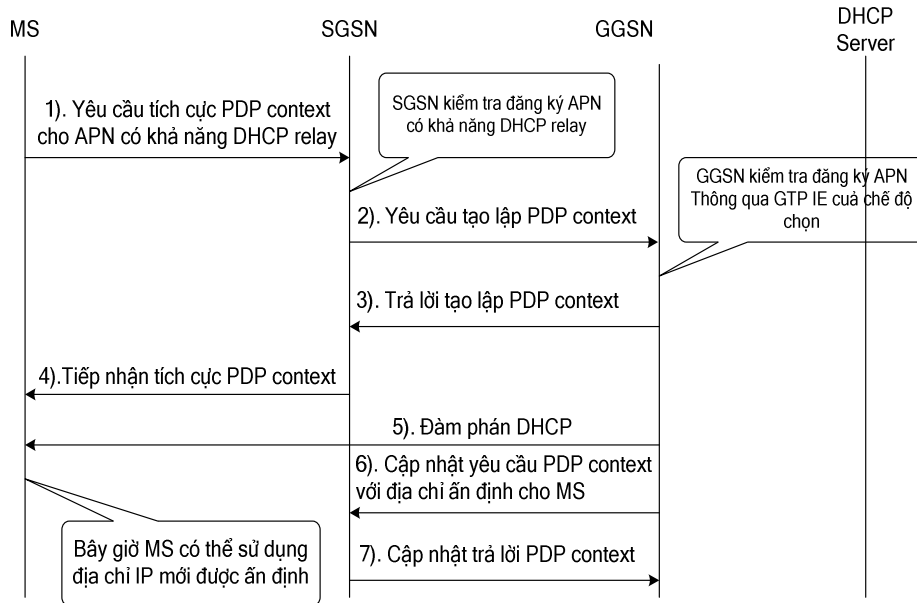 MS
SGSN
GGSN
DHCP
Server
1). Yêu cầu tích cực PDP context
cho APN có khả năng DHCP relay
SGSN kiểm tra đăng ký APN
có khả năng DHCP relay
GGSN kiểm tra đăng ký APN
Thông qua GTP IE cuả chế độ
chọn
2). Yêu cầu tạo lập PDP context
3). Trả lời tạo lập PDP context
4).Tiếp nhận tích cực PDP context
5). Đàm phán DHCP
6). Cập nhật yêu cầu PDP context
với địa chỉ ấn định cho MS
Bây giờ MS có thể sử dụng
địa chỉ IP mới được ấn định
7). Cập nhật trả lời PDP context